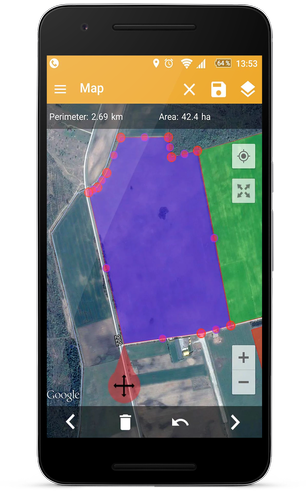 64 % 13:53
Map
Perimeter: 2.69 km Area: 42.4 ha
Google